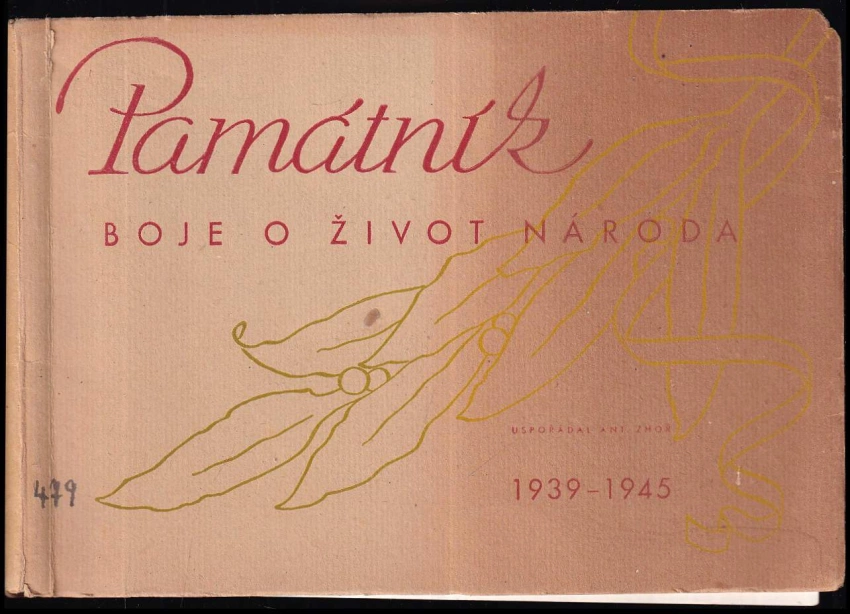 Památník
BOJE O ŽIVOT NÁRODA
USPOŘÁDAL ANT. ZHOŘ
1939-1945
479